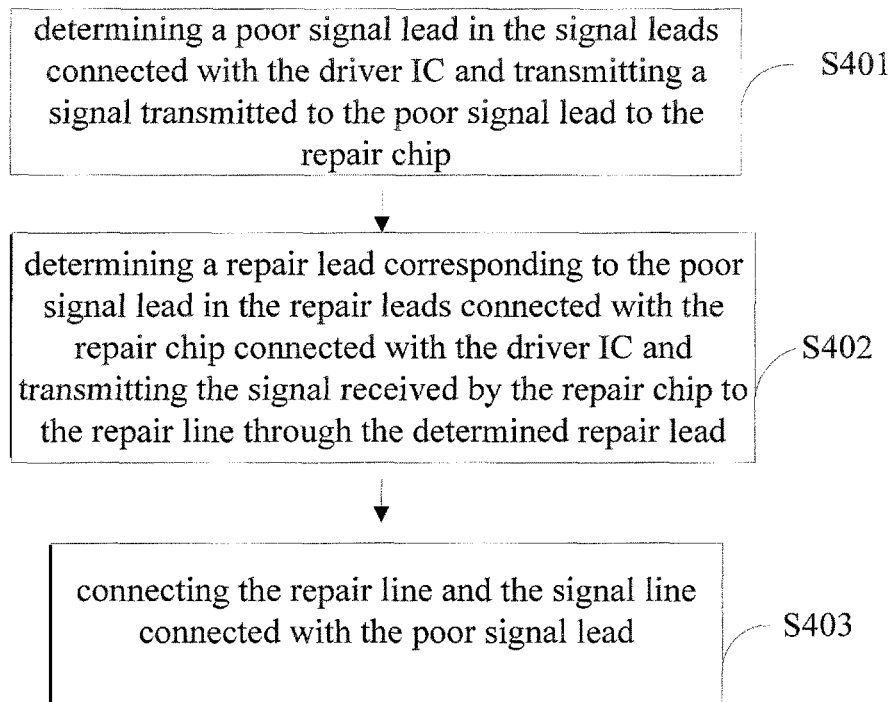 determining a poor signal lead in the signal leads
connected with the driver IC and transmitting a
signal transmitted to the poor signal lead to the
repair chip
S401
determining a repair lead corresponding to the poor
signal lead in the repair leads connected with the
repair chip connected with the driver IC and
transmitting the signal received by the repair chip to
the repair line through the determined repair lead
S402
connecting the repair line and the signal line
connected with the poor signal lead
S403